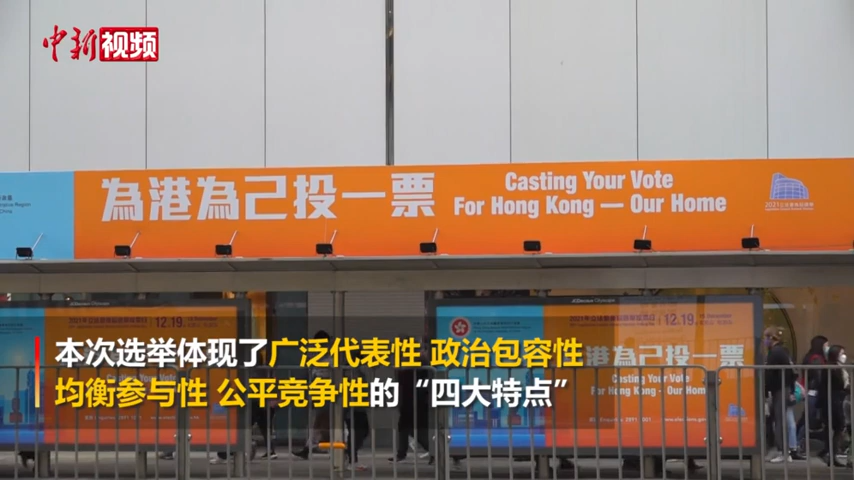 中新视频
為港為己投一票
Casting Your Vote
For Hong Kong — Our Home
12.19
12.19
為己投一票
Casting Your Vote
For Hong Kong — Our Home
本次选举体现了广泛代表性 政治包容性
均衡参与性 公平竞争性的“四大特点”